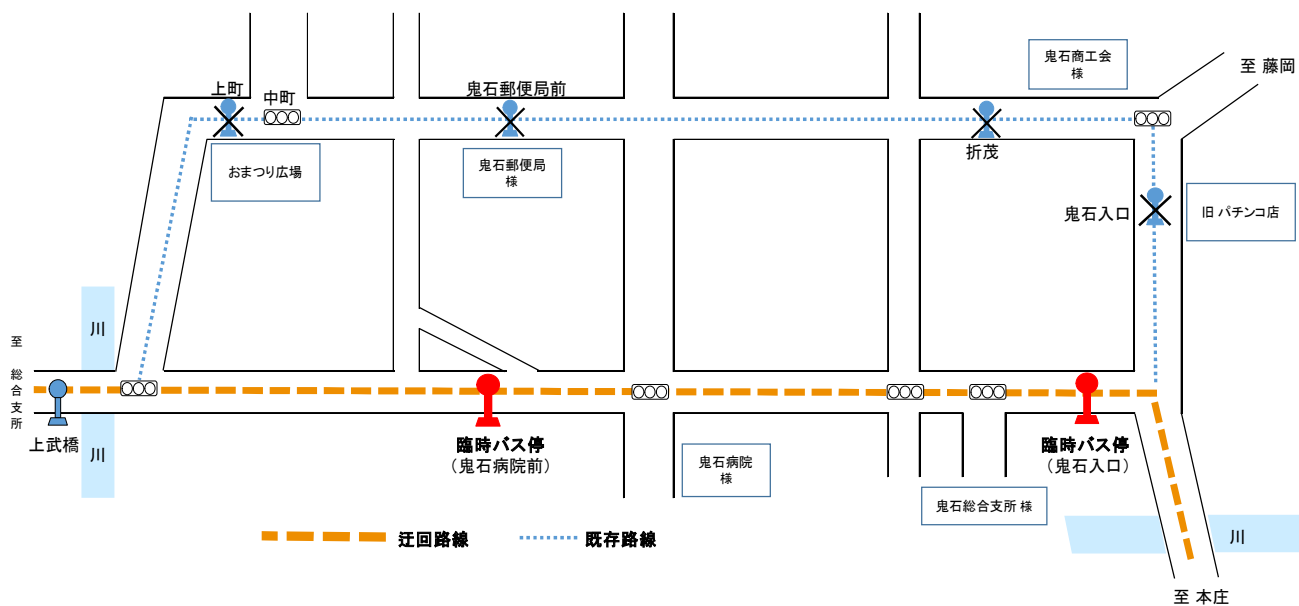 鬼石商工会
様
至 藤岡
上町
中町
鬼石郵便局前
折茂
おまつり広場
鬼石郵便局
様
鬼石入口
旧 パチンコ店
川
至総合支所
上武橋
川
臨時バス停
（鬼石病院前）
鬼石病院
様
臨時バス停
（鬼石入口）
鬼石総合支所 様
迂回路線
既存路線
川
至 本庄